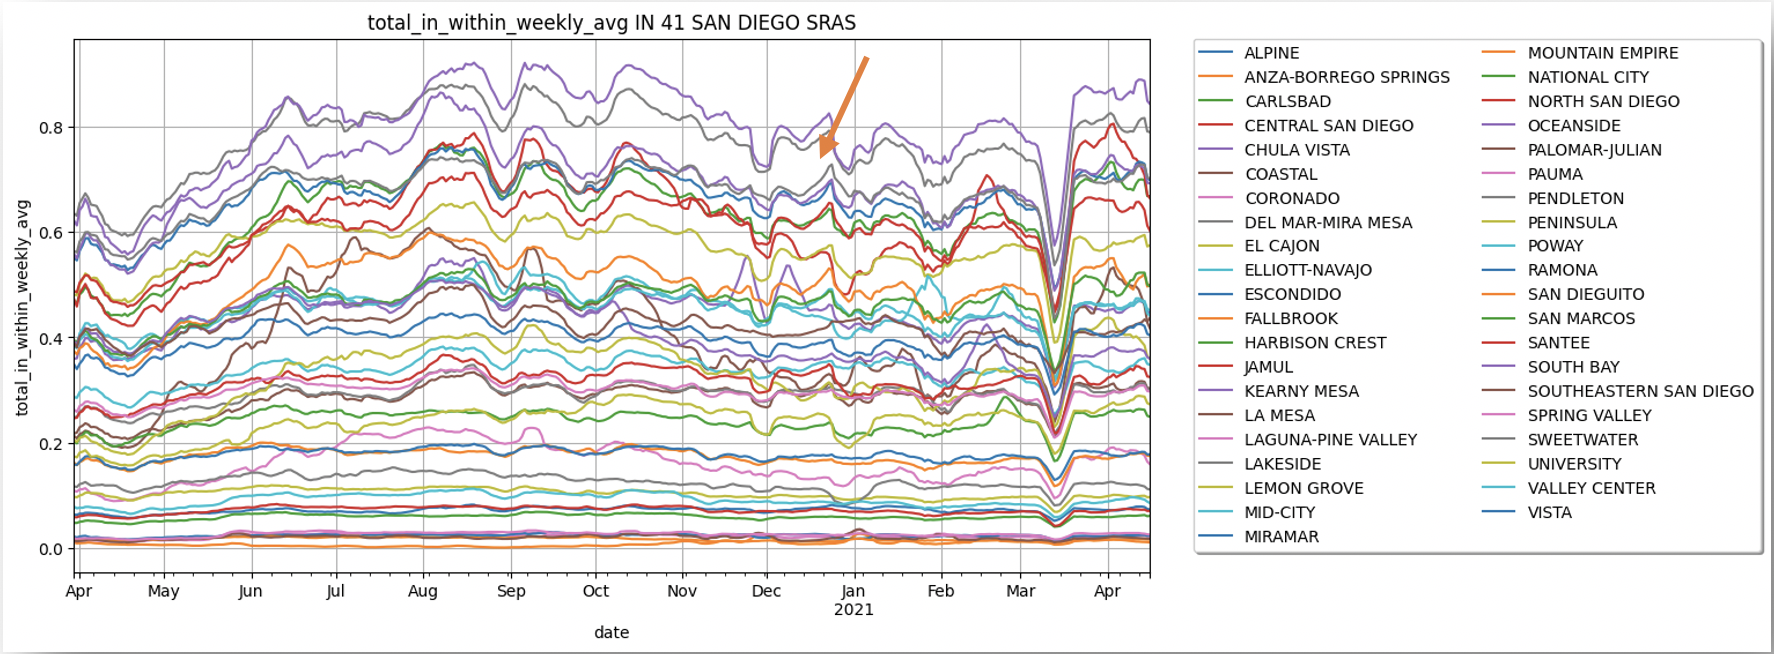 total_in_within_weekly_avg IN 41 SAN DIEGO SRAS
total_in_within_weekly_avg
0.8
0.6
0.4
0.2
0.0
Apr May Jun Jul Aug Sep Oct Nov Dec Jan Feb Mar Apr
2021
date
ALPINE
ANZA-BORREGO SPRINGS
CARLSBAD
CENTRAL SAN DIEGO
CHULA VISTA
COASTAL
CORONADO
DEL MAR-MIRA MESA
EL CAJON
ELLIOTT-NAVAJO
ESCONDIDO
FALLBROOK
HARBISON CREST
JAMUL
KEARNY MESA
LA MESA
LAGUNA-PINE VALLEY
LAKESIDE
LEMON GROVE
MID-CITY
MIRAMAR
MOUNTAIN EMPIRE
NATIONAL CITY
NORTH SAN DIEGO
OCEANSIDE
PALOMAR-JULIAN
PAUMA
PENDLETON
PENINSULA
POWAY
RAMONA
SAN DIEGUITO
SAN MARCOS
SANTEE
SOUTH BAY
SOUTHEASTERN SAN DIEGO
SPRING VALLEY
SWEETWATER
UNIVERSITY
VALLEY CENTER
VISTA